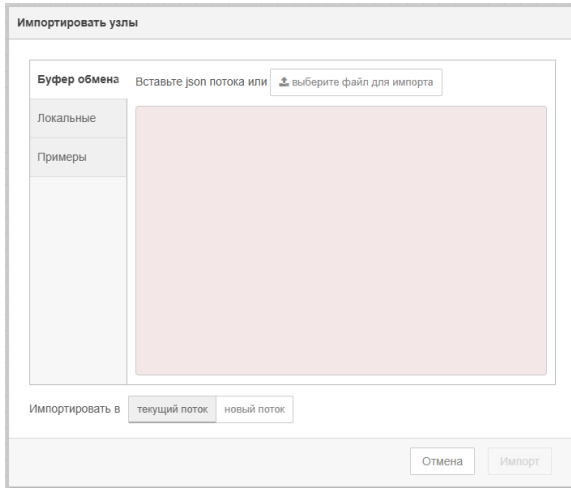 Импортировать узлы
Буфер обмена
Вставьте json потока или
выберите файл для импорта
Локальные
Примеры
Импортировать в
текущий поток
новый поток
Отмена
Импорт